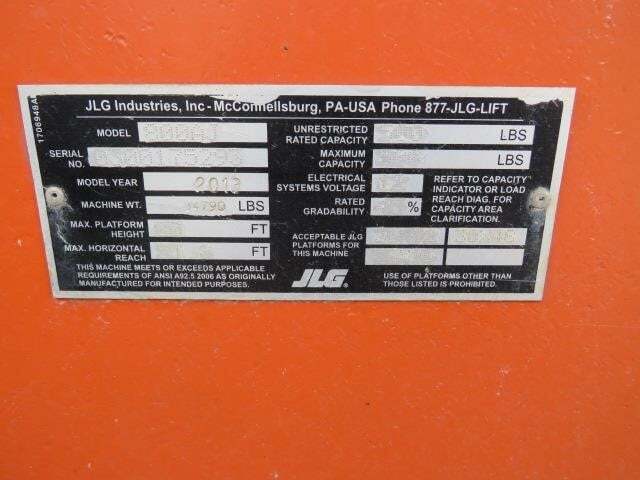 1706948A
JLG Industries, Inc - McConnellsburg, PA-USA Phone 877-JLG-LIFT
MODEL 800AJ
SERIAL NO.
MODEL YEAR 2013
MACHINE WT. 34790 LBS
MAX. PLATFORM HEIGHT FT
MAX. HORIZONTAL REACH FT
THIS MACHINE MEETS OR EXCEEDS APPLICABLE
REQUIREMENTS OF ANSI A92.5 2006 AS ORIGINALLY
MANUFACTURED FOR INTENDED PURPOSES.
UNRESTRICTED RATED CAPACITY LBS
MAXIMUM CAPACITY LBS
ELECTRICAL SYSTEMS VOLTAGE
RATED GRADABILITY %
REFER TO CAPACITY
INDICATOR OR LOAD
REACH DIAG. FOR
CAPACITY AREA
CLARIFICATION.
ACCEPTABLE JLG
PLATFORMS FOR
THIS MACHINE
JLG®
USE OF PLATFORMS OTHER THAN
THOSE LISTED IS PROHIBITED.